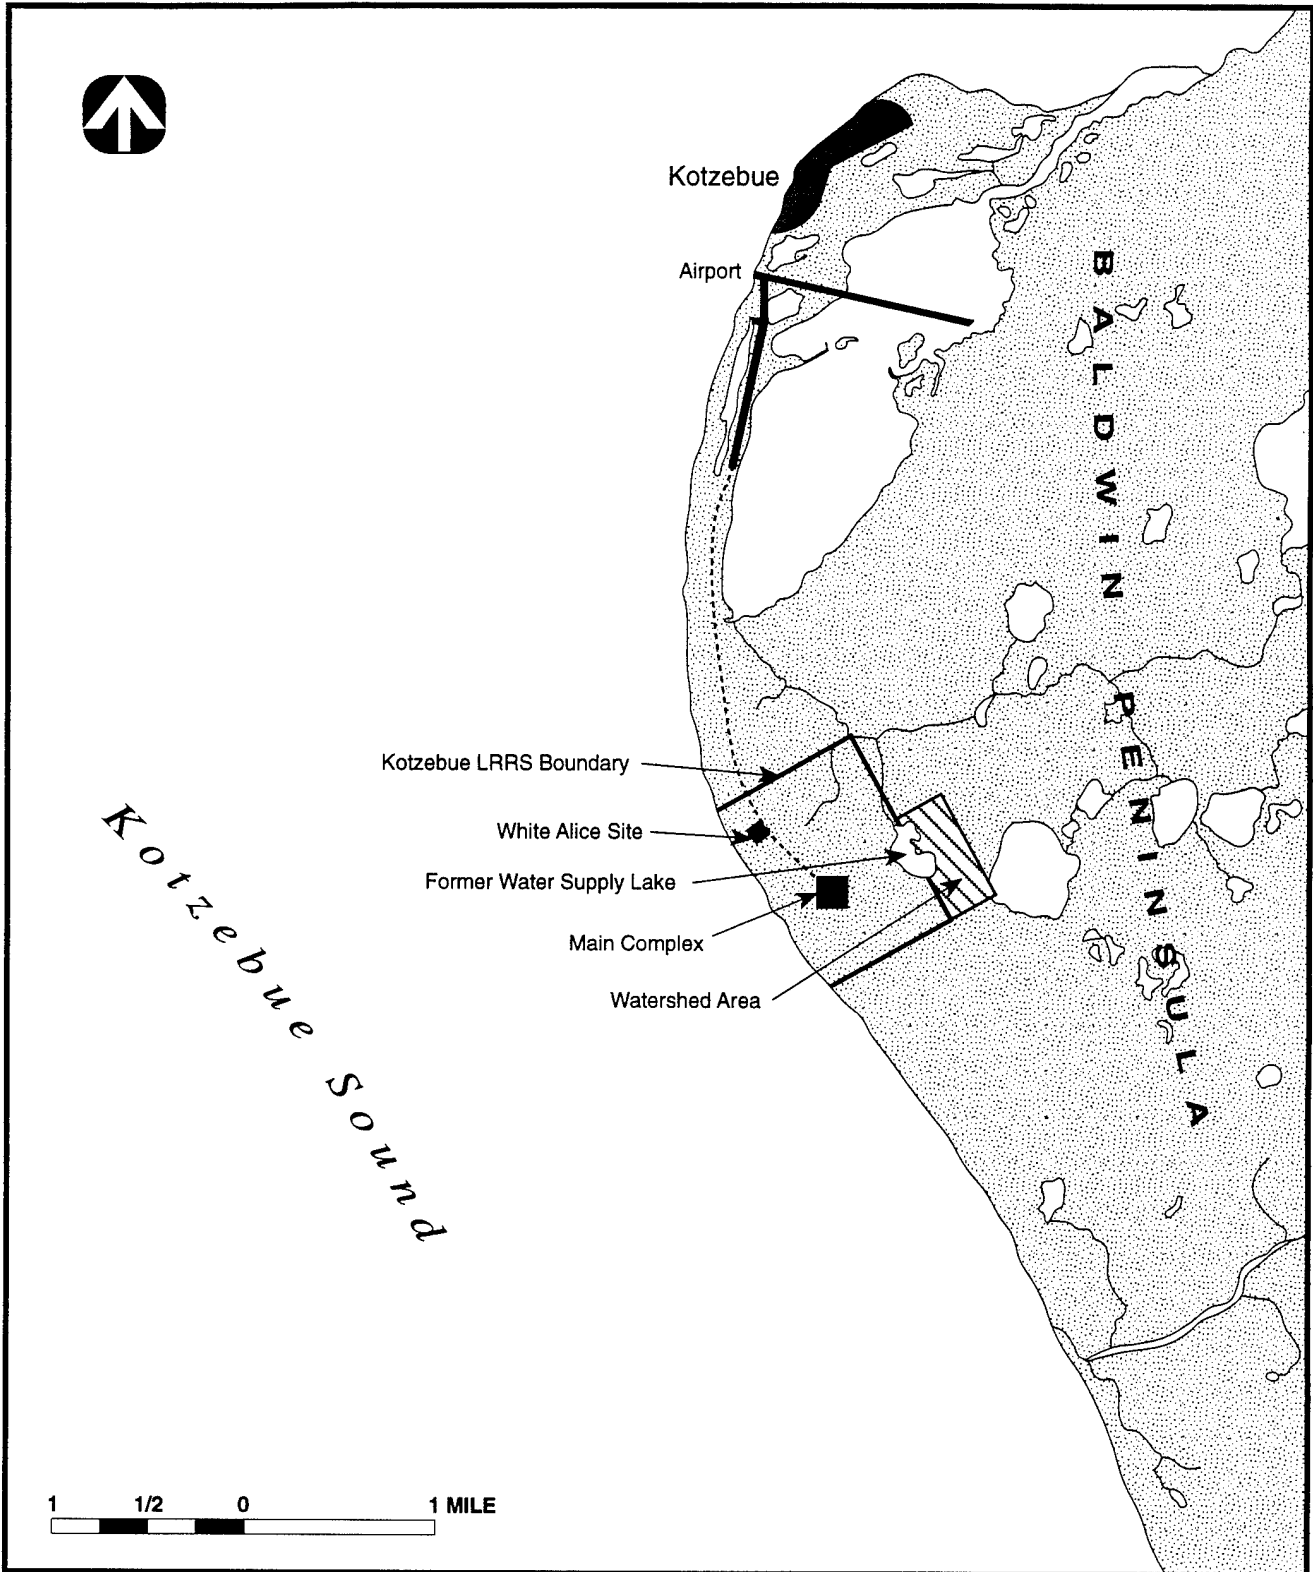 Kotzebue
Airport
BALDWIN PENINSULA
Kotzebue LRRS Boundary
White Alice Site
Former Water Supply Lake
Main Complex
Watershed Area
Kotzebue Sound
1 1/2 0 1 MILE